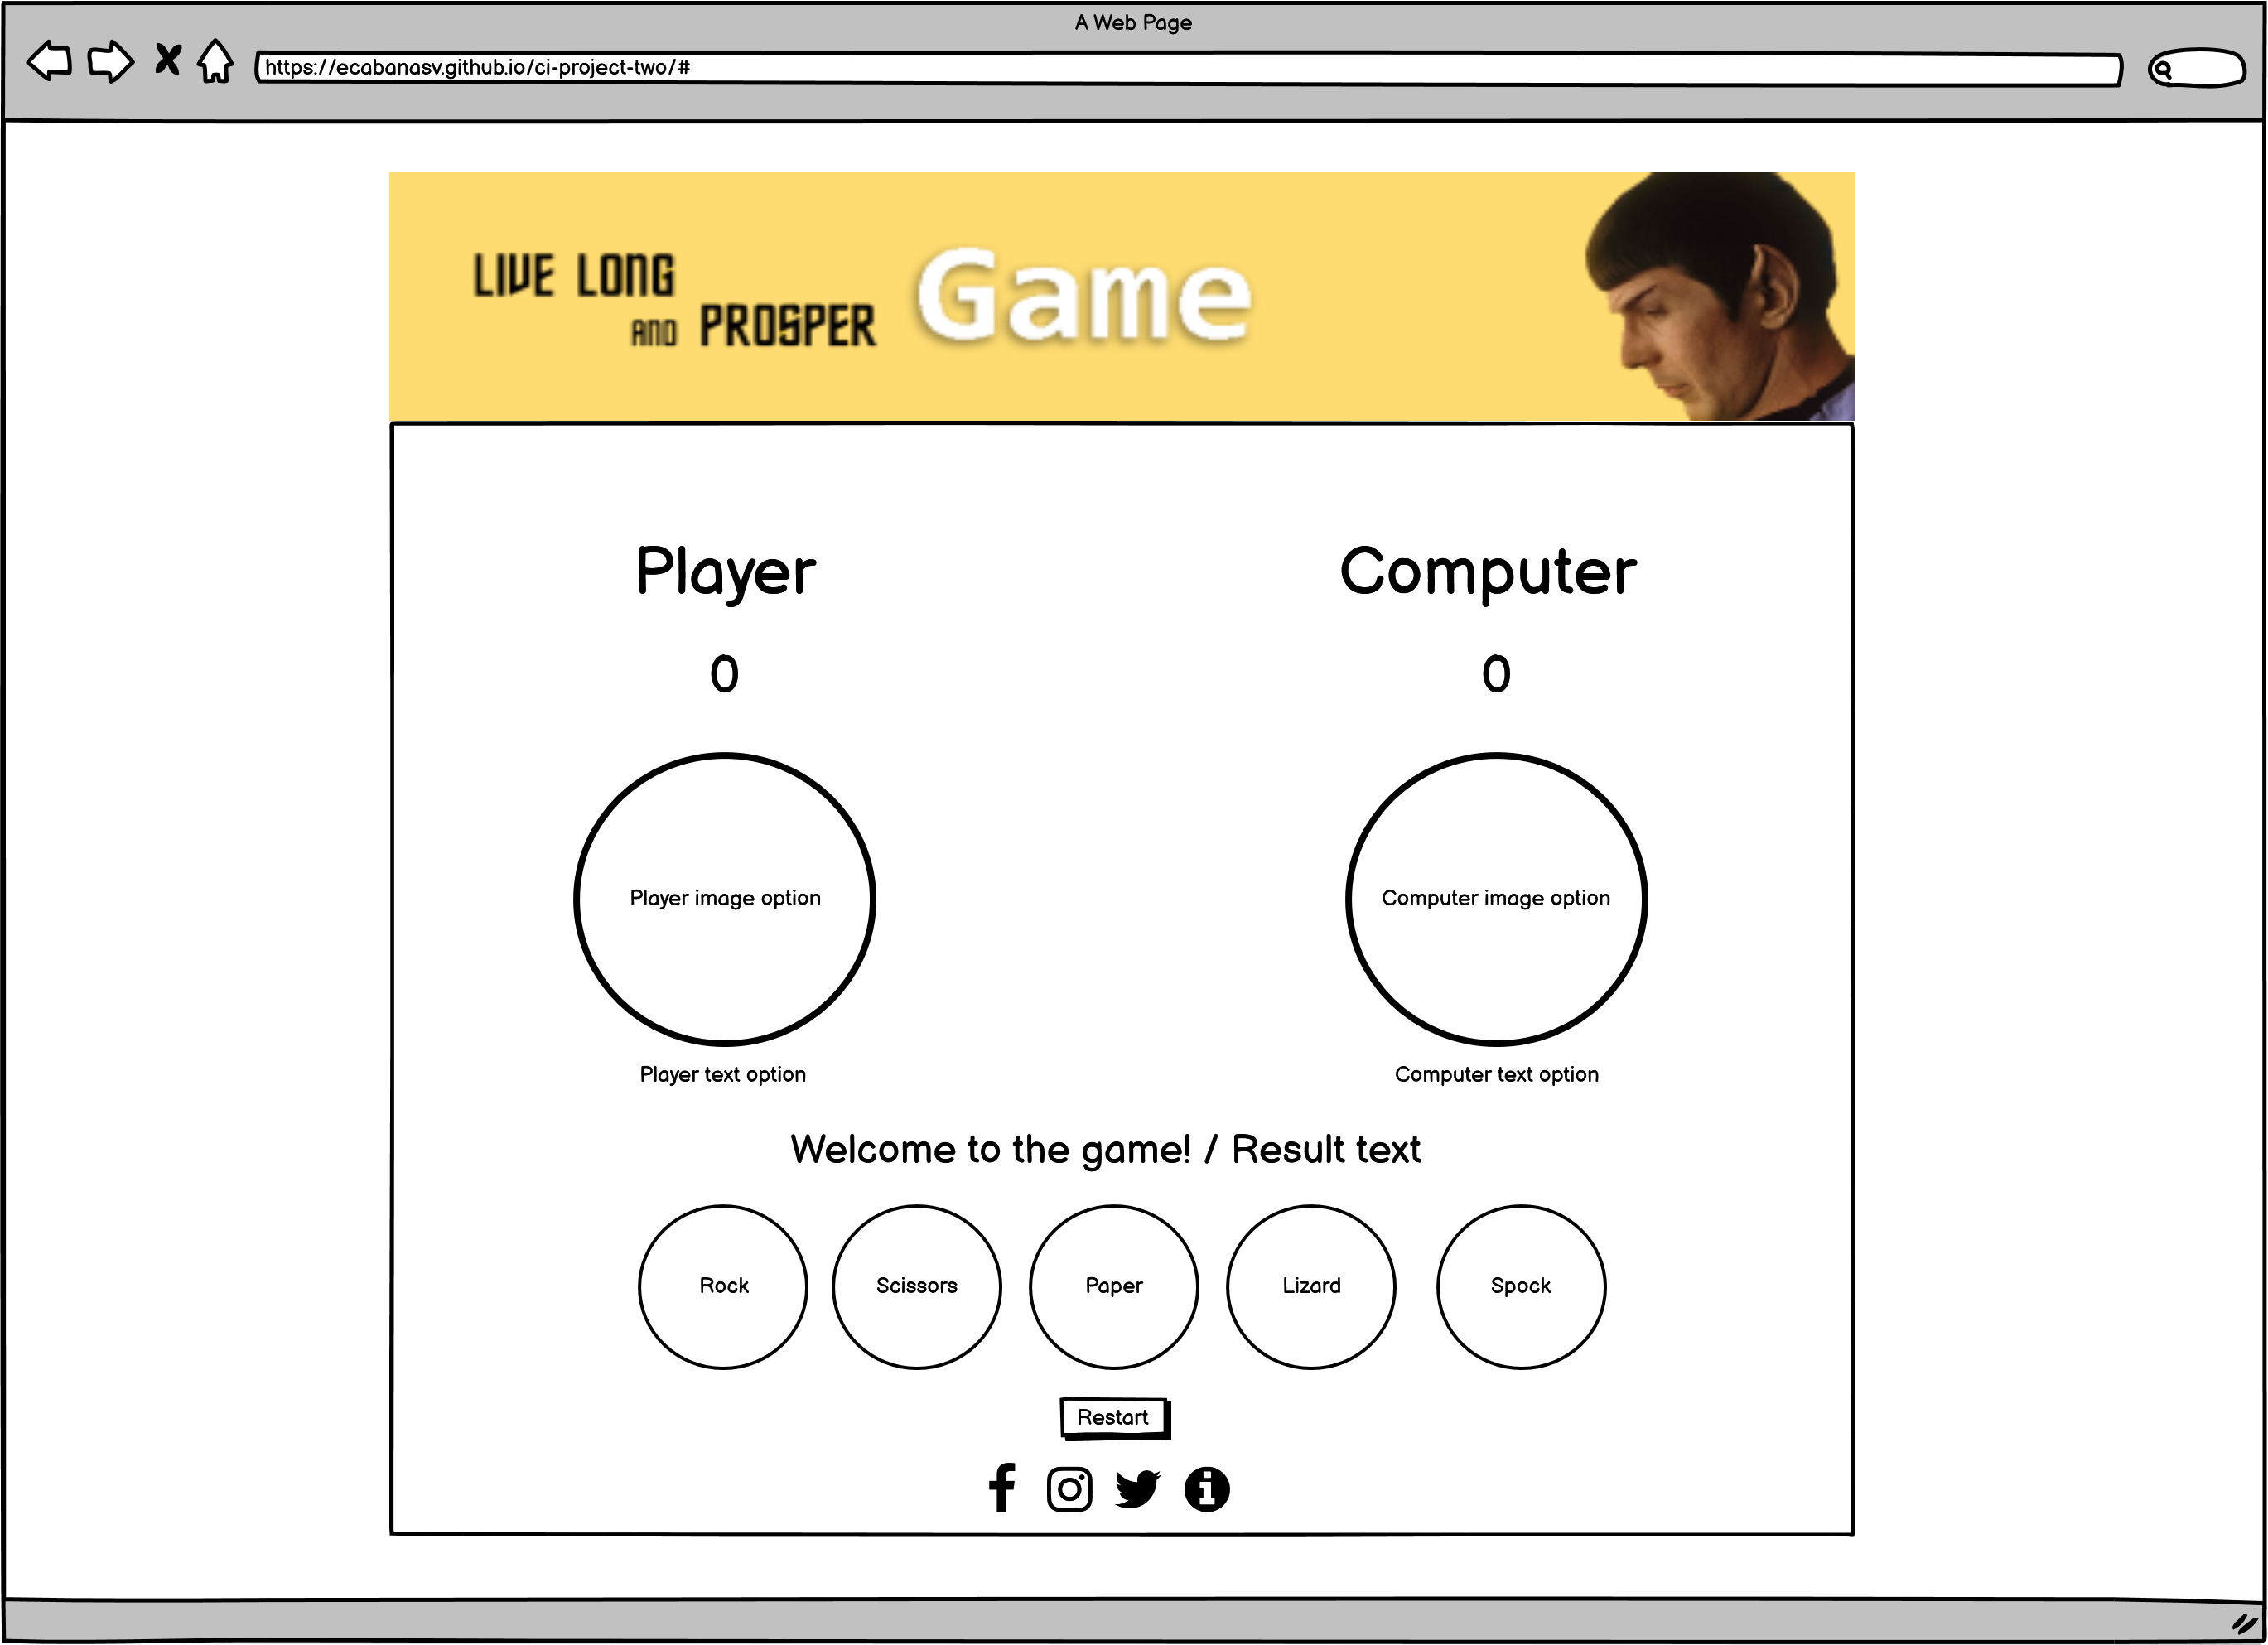 A Web Page
https://ecabanasv.github.io/ci-project-two/#
LIVE LONG
AND PROSPER
Game
Player
Computer
0
0
Player image option
Computer image option
Player text option
Computer text option
Welcome to the game! / Result text
Rock
Scissors
Paper
Lizard
Spock
Restart